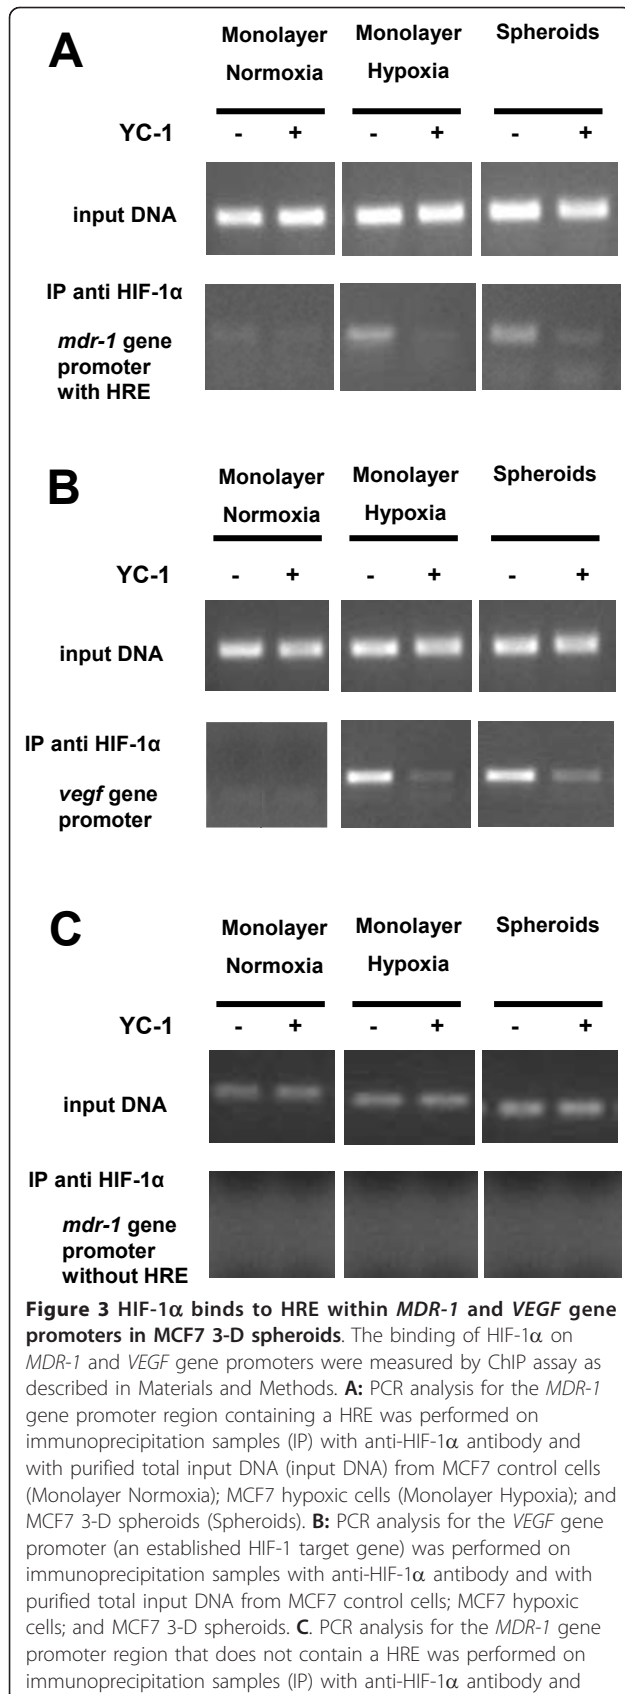 A
Monolayer Normoxia
Monolayer Hypoxia
Spheroids
YC-1 - + - + - +
input DNA
IP anti HIF-1α
mdr-1 gene
promoter
with HRE
B
Monolayer Normoxia
Monolayer Hypoxia
Spheroids
YC-1 - + - + - +
input DNA
IP anti HIF-1α
vegf gene
promoter
C
Monolayer Normoxia
Monolayer Hypoxia
Spheroids
YC-1 - + - + - +
input DNA
IP anti HIF-1α
mdr-1 gene
promoter
without HRE
Figure 3 HIF-1α binds to HRE within MDR-1 and VEGF gene
promoters in MCF7 3-D spheroids. The binding of HIF-1α on
MDR-1 and VEGF gene promoters were measured by ChIP assay as
described in Materials and Methods. A: PCR analysis for the MDR-1
gene promoter region containing a HRE was performed on
immunoprecipitation samples (IP) with anti-HIF-1α antibody and
with purified total input DNA (input DNA) from MCF7 control cells
(Monolayer Normoxia); MCF7 hypoxic cells (Monolayer Hypoxia); and
MCF7 3-D spheroids (Spheroids). B: PCR analysis for the VEGF gene
promoter (an established HIF-1 target gene) was performed on
immunoprecipitation samples with anti-HIF-1α antibody and with
purified total input DNA from MCF7 control cells; MCF7 hypoxic
cells; and MCF7 3-D spheroids. C. PCR analysis for the MDR-1 gene
promoter region that does not contain a HRE was performed on
immunoprecipitation samples (IP) with anti-HIF-1α antibody and